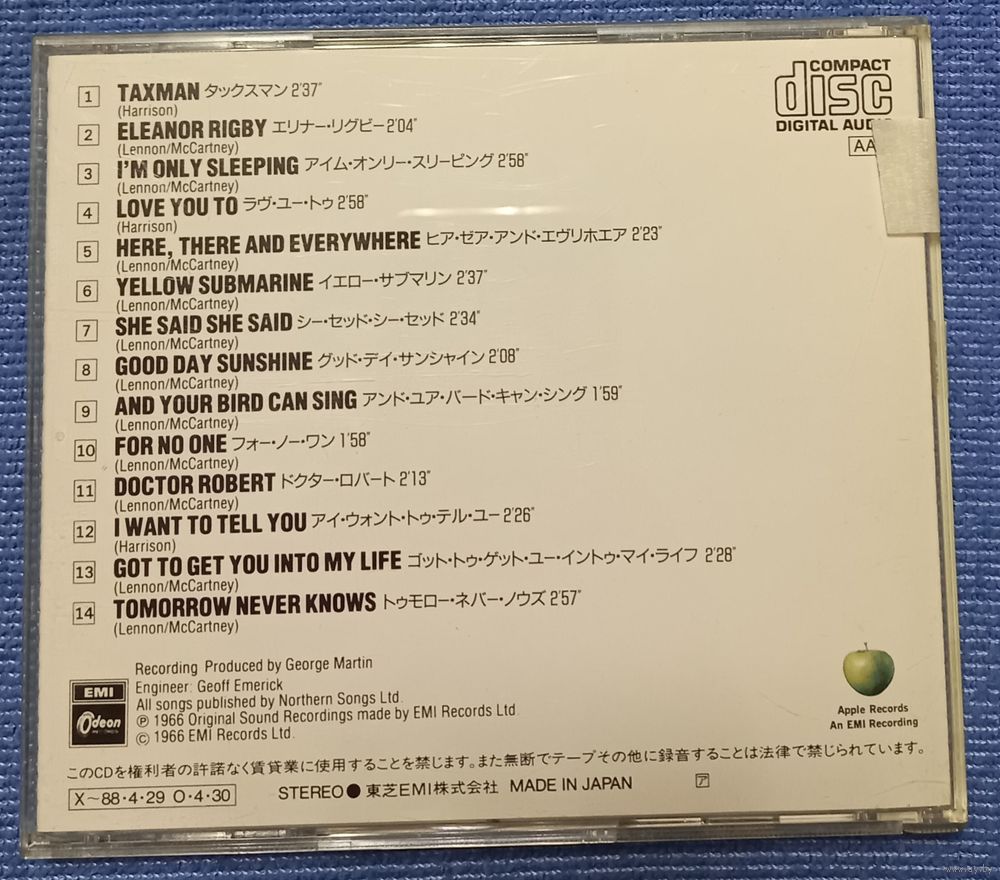 COMPACT
disc
DIGITAL AUDIO
AA
1 TAXMAN タックスマン 2'37"
(Harrison)
2 ELEANOR RIGBY エリナー・リグビー 2'04"
(Lennon/McCartney)
3 I'M ONLY SLEEPING アイム・オンリー・スリーピング 2'58"
(Lennon/McCartney)
4 LOVE YOU TO ラヴ・ユー・トゥ 2'58"
(Harrison)
5 HERE, THERE AND EVERYWHERE ヒア・ゼア・アンド・エヴリホエア 2'23"
(Lennon/McCartney)
6 YELLOW SUBMARINE イエロー・サブマリン 2'37"
(Lennon/McCartney)
7 SHE SAID SHE SAID シー・セッド・シー・セッド 2'34"
(Lennon/McCartney)
8 GOOD DAY SUNSHINE グッド・デイ・サンシャイン 2'08"
(Lennon/McCartney)
9 AND YOUR BIRD CAN SING アンド・ユア・バード・キャン・シング 1'59"
(Lennon/McCartney)
10 FOR NO ONE フォー・ノー・ワン 1'58"
(Lennon/McCartney)
11 DOCTOR ROBERT ドクター・ロバート 2'13"
(Lennon/McCartney)
12 I WANT TO TELL YOU アイ・ウォント・トゥ・テル・ユー 2'26"
(Harrison)
13 GOT TO GET YOU INTO MY LIFE ゴット・トゥ・ゲット・ユー・イントゥ・マイ・ライフ 2'28"
(Lennon/McCartney)
14 TOMORROW NEVER KNOWS トゥモロー・ネバー・ノウズ 2'57"
(Lennon/McCartney)
Recording Produced by George Martin
Engineer: Geoff Emerick
All songs published by Northern Songs Ltd.
℗ 1966 Original Sound Recordings made by EMI Records Ltd.
© 1966 EMI Records Ltd.
EMI
Odeon
Apple Records
An EMI Recording
このCDを権利者の許諾なく賃貸業に使用することを禁じます。また無断でテープその他に録音することは法律で禁じられています。
X〜88・4・29 O・4・30
STEREO● 東芝EMI株式会社 MADE IN JAPAN ア